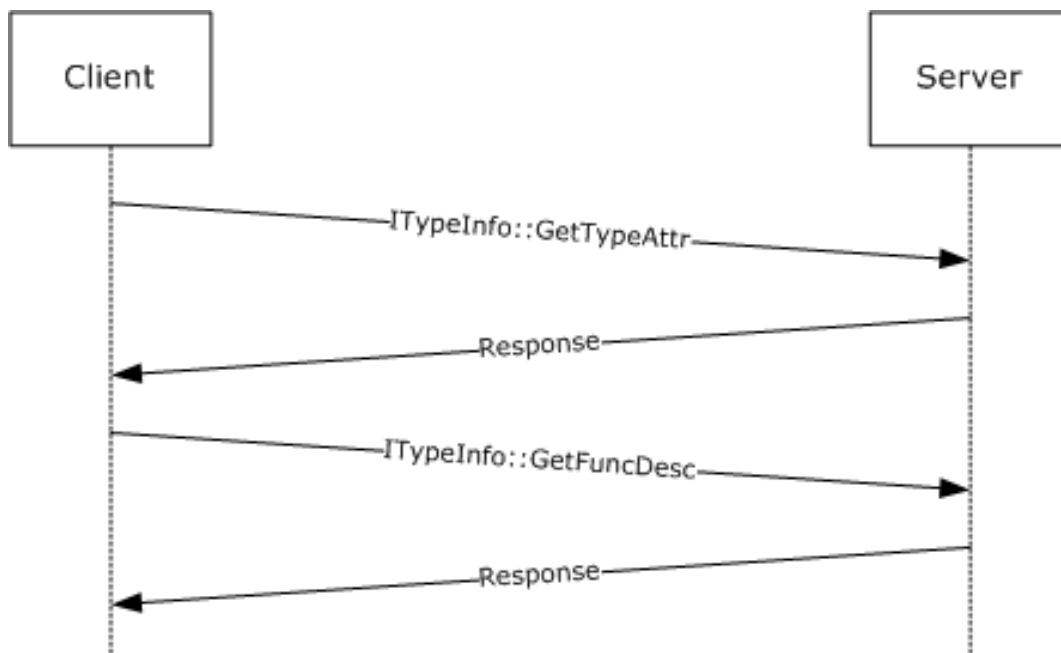 Client
Server
ITypeInfo::GetTypeAttr
Response
ITypeInfo::GetFuncDesc
Response